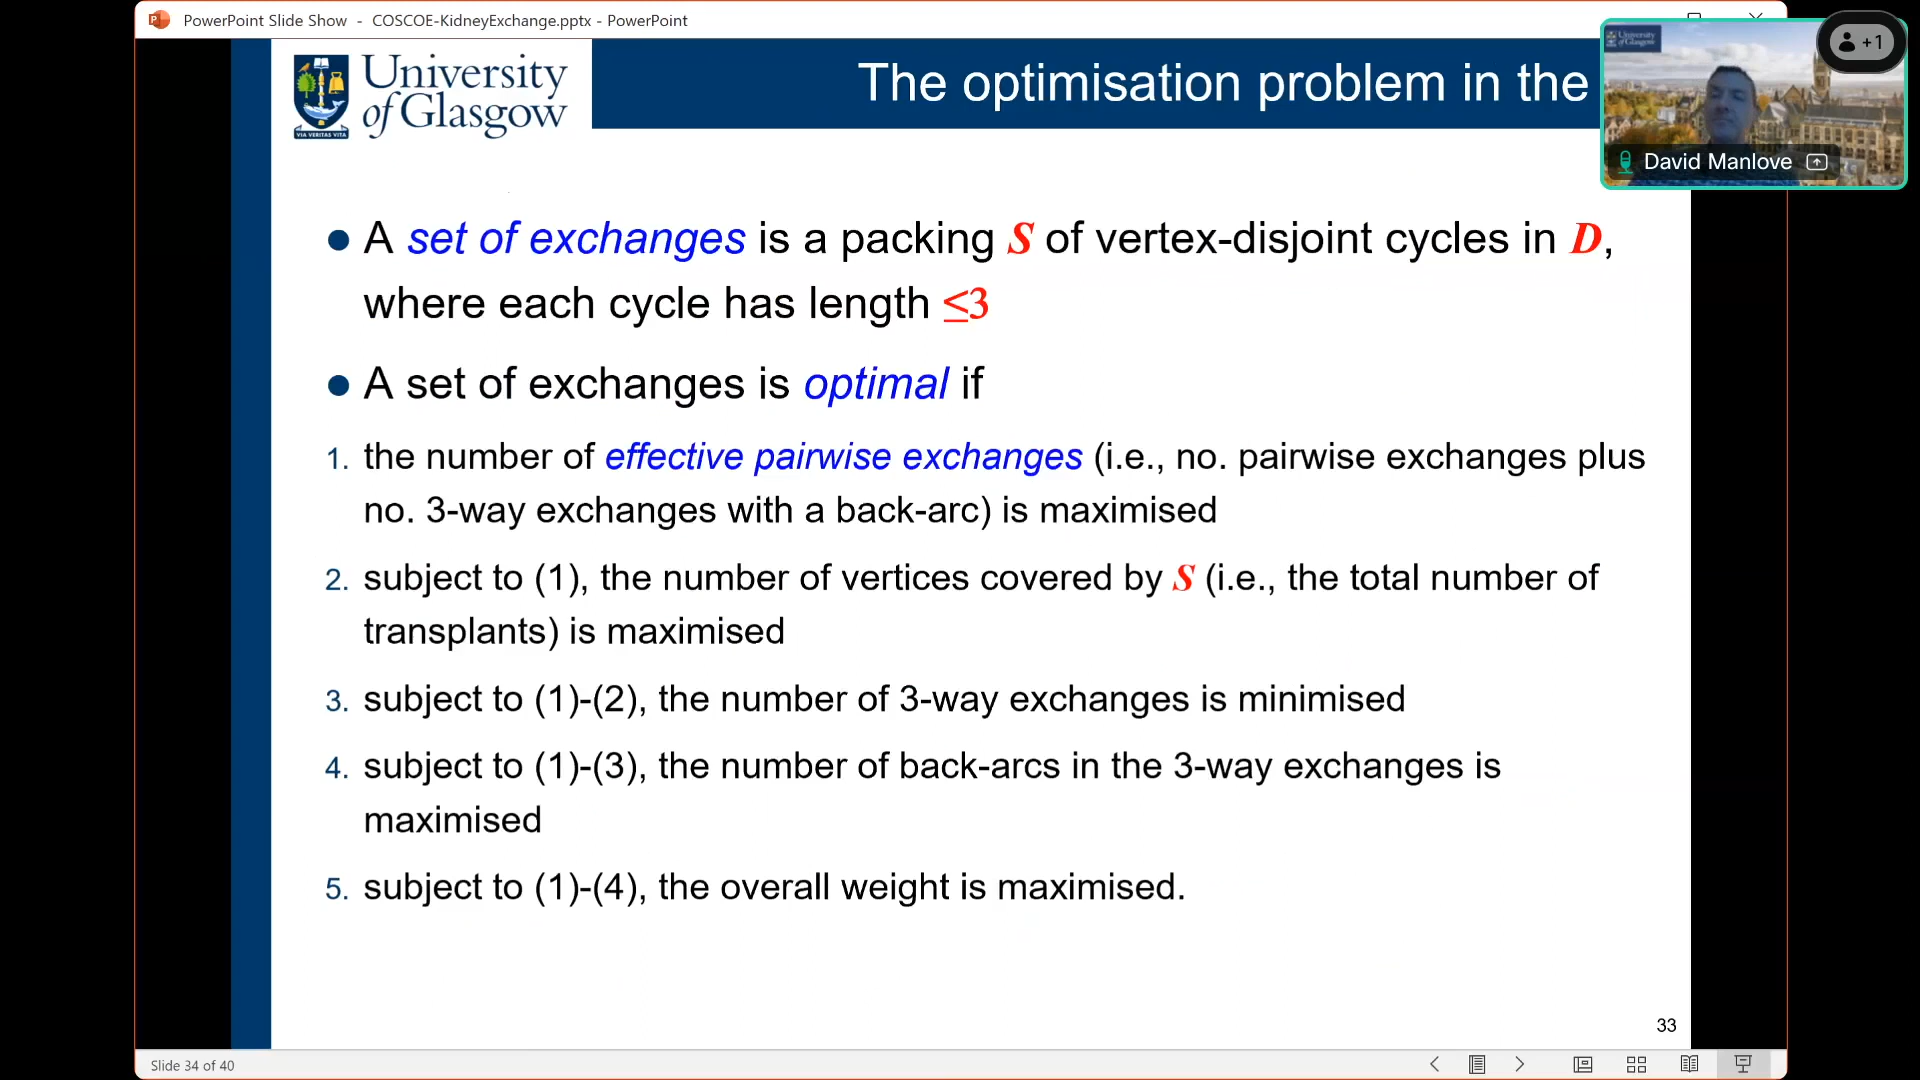 PowerPoint Slide Show - COSCOE-KidneyExchange.pptx - PowerPoint
University
of Glasgow
VIA VERITAS VITA
The optimisation problem in the
University
of Glasgow
+1
David Manlove
• A set of exchanges is a packing S of vertex-disjoint cycles in D,
where each cycle has length ≤3
• A set of exchanges is optimal if
1. the number of effective pairwise exchanges (i.e., no. pairwise exchanges plus
no. 3-way exchanges with a back-arc) is maximised
2. subject to (1), the number of vertices covered by S (i.e., the total number of
transplants) is maximised
3. subject to (1)-(2), the number of 3-way exchanges is minimised
4. subject to (1)-(3), the number of back-arcs in the 3-way exchanges is
maximised
5. subject to (1)-(4), the overall weight is maximised.
33
Slide 34 of 40